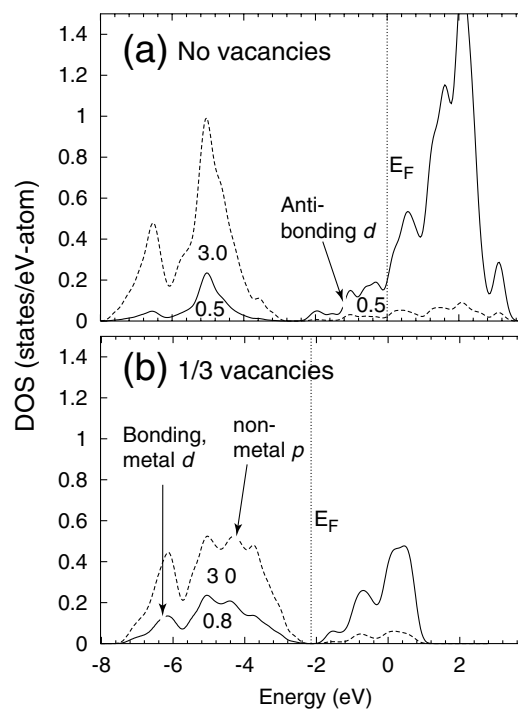 (a) No vacancies
1.4
1.2
1
0.8
0.6
0.4
0.2
0
E_F
Anti-
bonding d
3.0
0.5
0.5
DOS (states/eV-atom)
(b) 1/3 vacancies
1.4
1.2
1
0.8
0.6
0.4
0.2
0
Bonding,
metal d
non-
metal p
E_F
3 0
0.8
-8 -6 -4 -2 0 2
Energy (eV)